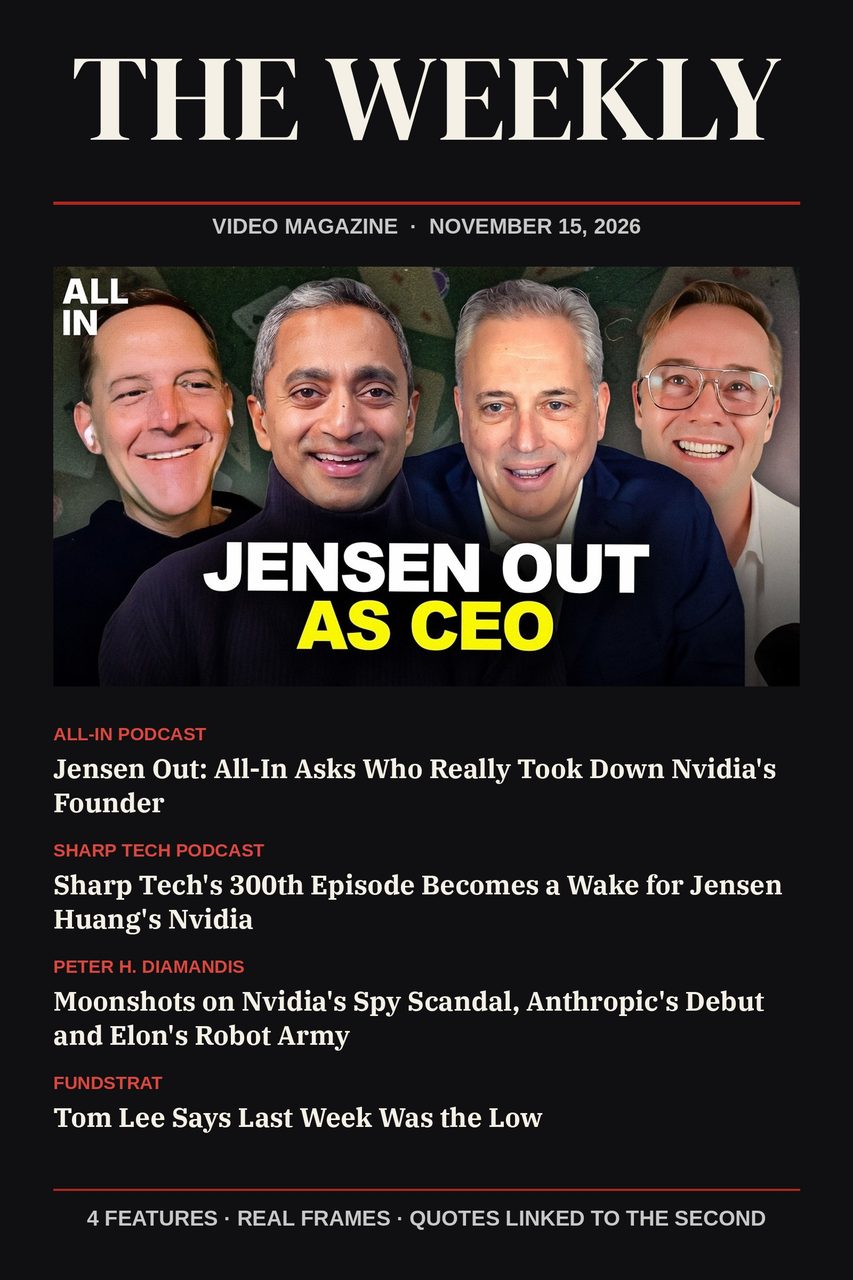 THE WEEKLY
VIDEO MAGAZINE · NOVEMBER 15, 2026
ALL
IN
JENSEN OUT
AS CEO
ALL-IN PODCAST
Jensen Out: All-In Asks Who Really Took Down Nvidia's
Founder
SHARP TECH PODCAST
Sharp Tech's 300th Episode Becomes a Wake for Jensen
Huang's Nvidia
PETER H. DIAMANDIS
Moonshots on Nvidia's Spy Scandal, Anthropic's Debut
and Elon's Robot Army
FUNDSTRAT
Tom Lee Says Last Week Was the Low
4 FEATURES · REAL FRAMES · QUOTES LINKED TO THE SECOND